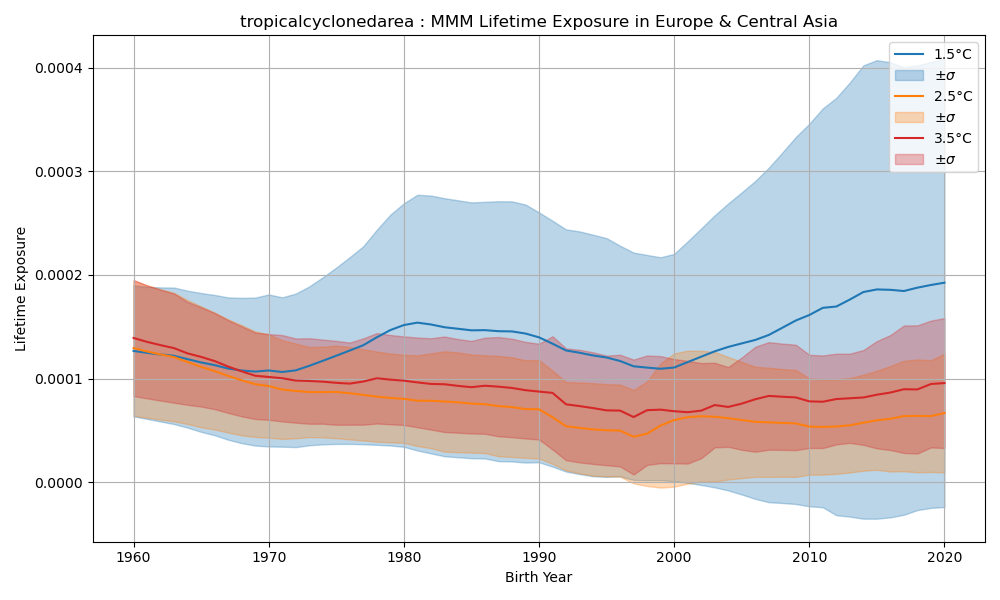 tropicalcyclonedarea : MMM Lifetime Exposure in Europe & Central Asia
1.5°C
±σ
2.5°C
±σ
3.5°C
±σ
0.0004
0.0003
0.0002
0.0001
0.0000
Lifetime Exposure
1960 1970 1980 1990 2000 2010 2020
Birth Year